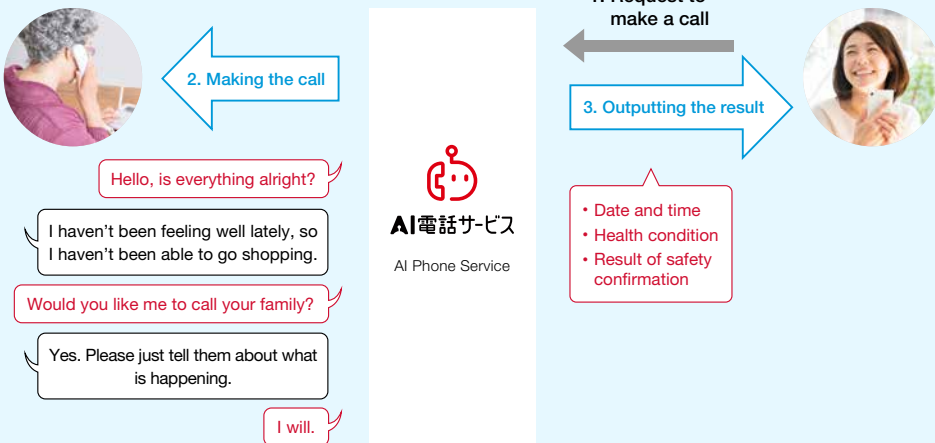 1. Request to
make a call
2. Making the call
3. Outputting the result
Hello, is everything alright?
I haven't been feeling well lately, so
I haven't been able to go shopping.
Would you like me to call your family?
Yes. Please just tell them about what
is happening.
I will.
AI電話サービス
AI Phone Service
• Date and time
• Health condition
• Result of safety
confirmation